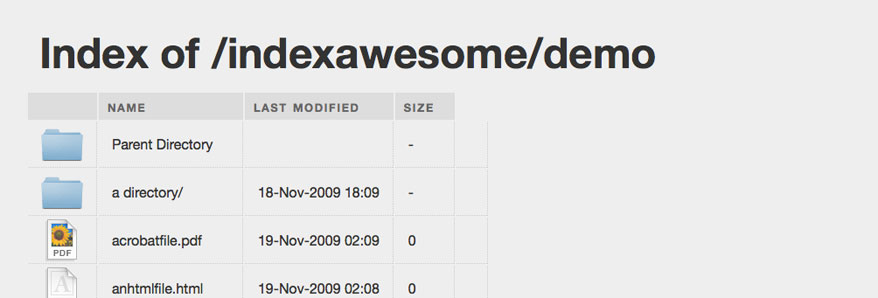 Index of /indexawesome/demo
NAME LAST MODIFIED SIZE
Parent Directory -
a directory/ 18-Nov-2009 18:09 -
PDF acrobatfile.pdf 19-Nov-2009 02:09 0
A anhtmlfile.html 19-Nov-2009 02:08 0